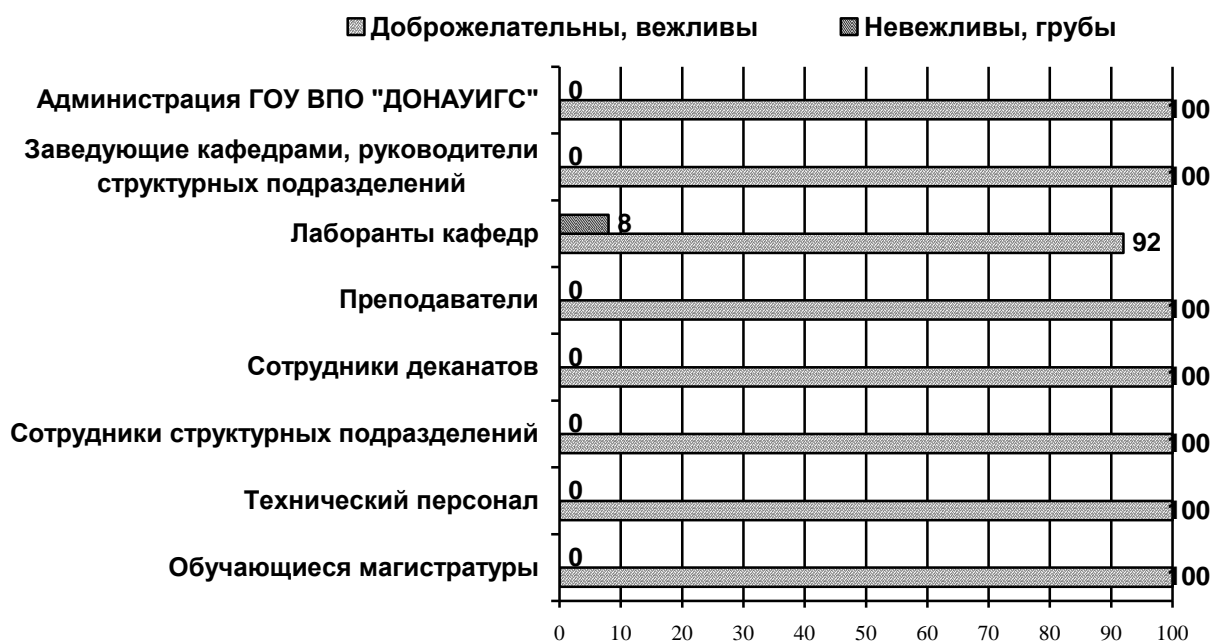 Доброжелательны, вежливы Невежливы, грубы
Администрация ГОУ ВПО "ДОНАУИГС"
0
100
Заведующие кафедрами, руководители
структурных подразделений
0
100
Лаборанты кафедр
8
92
Преподаватели
0
100
Сотрудники деканатов
0
100
Сотрудники структурных подразделений
0
100
Технический персонал
0
100
Обучающиеся магистратуры
0
100
0 10 20 30 40 50 60 70 80 90 100